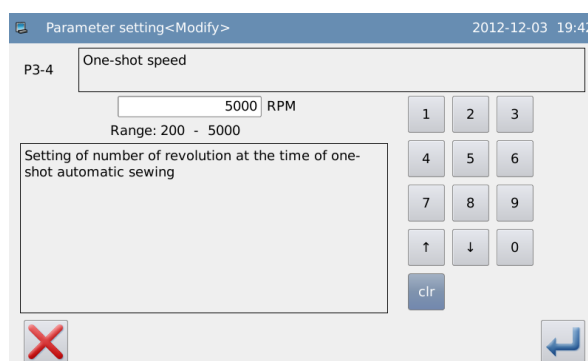 Parameter setting<Modify>
2012-12-03 19:42
P3-4
One-shot speed
5000 RPM
Range: 200 - 5000
Setting of number of revolution at the time of one-
shot automatic sewing
1 2 3
4 5 6
7 8 9
↑ ↓ 0
clr